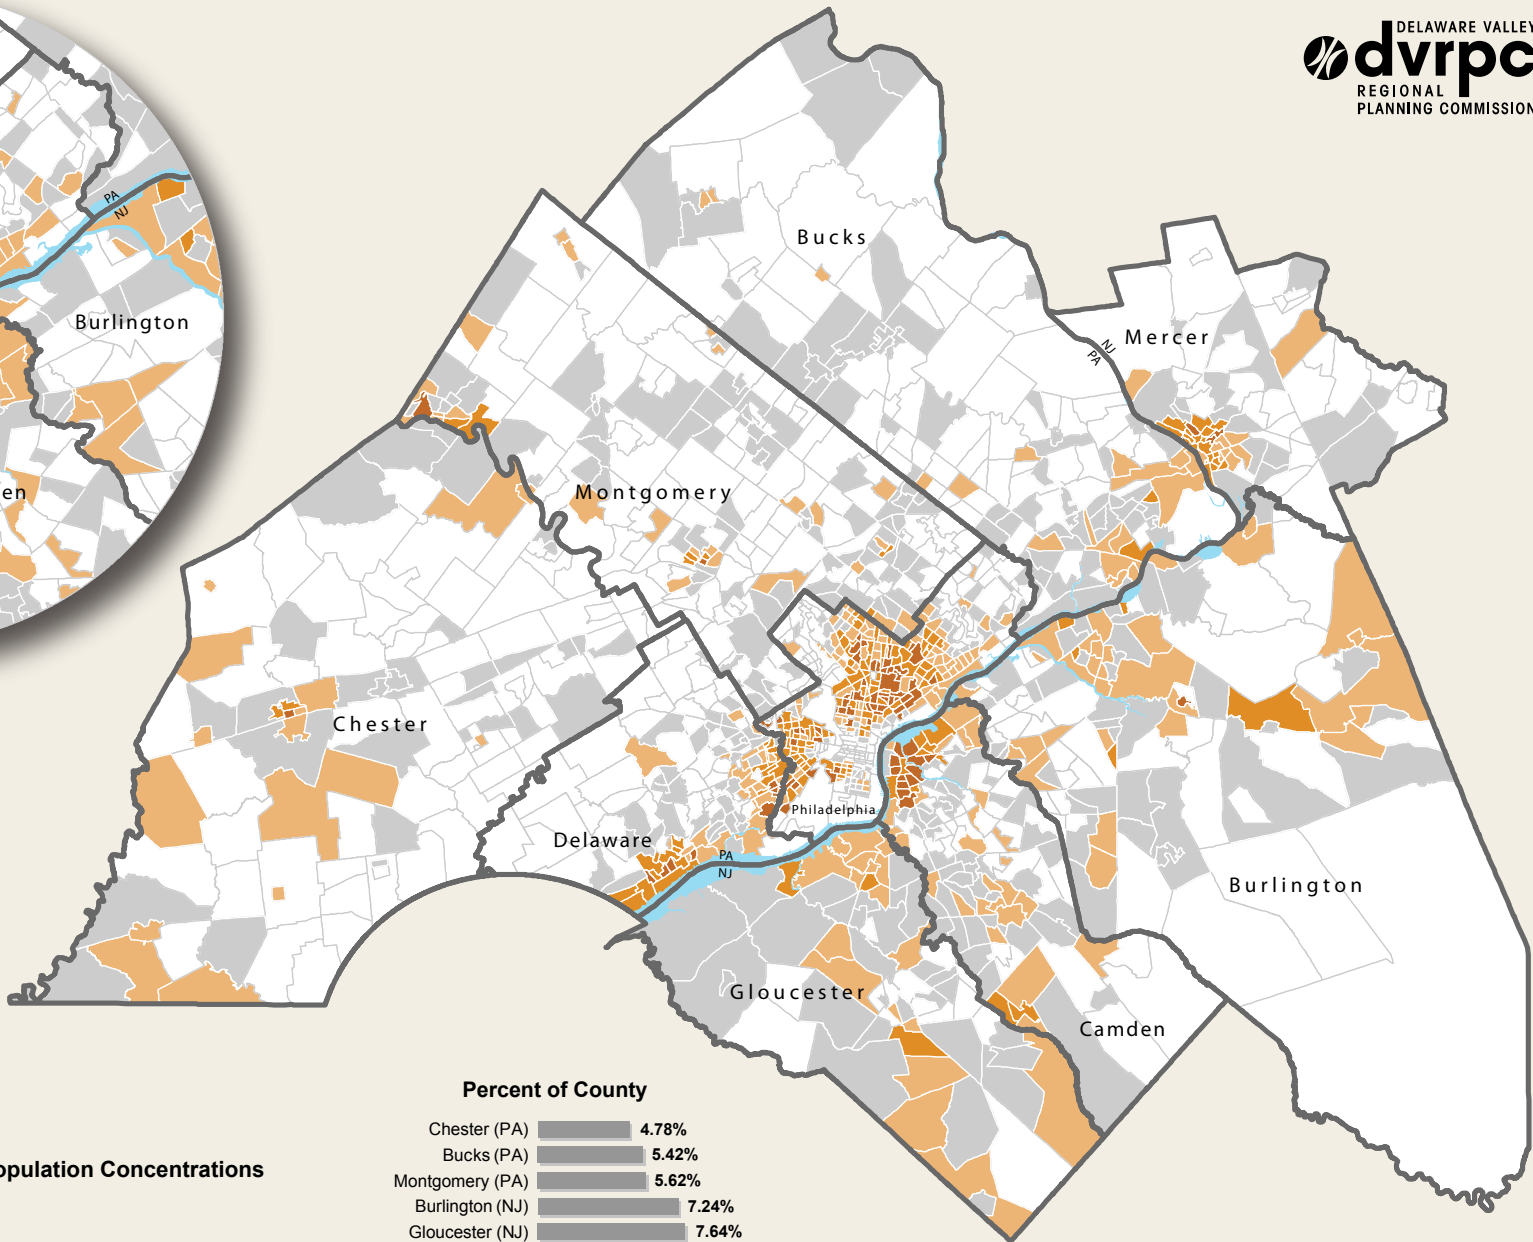 DELAWARE VALLEY
dvrpc
REGIONAL
PLANNING COMMISSION
PA
NJ
Burlington
en
Bucks
Mercer
NJ
PA
Montgomery
Chester
Philadelphia
Delaware
PA
NJ
Burlington
Gloucester
Camden
Percent of County
Chester (PA) 4.78%
Bucks (PA) 5.42%
Montgomery (PA) 5.62%
Burlington (NJ) 7.24%
Gloucester (NJ) 7.64%
opulation Concentrations